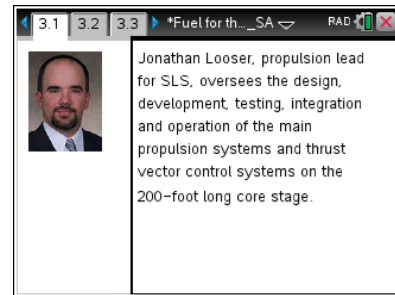 3.1 3.2 3.3 *Fuel for th…_SA RAD
Jonathan Looser, propulsion lead
for SLS, oversees the design,
development, testing, integration
and operation of the main
propulsion systems and thrust
vector control systems on the
200-foot long core stage.